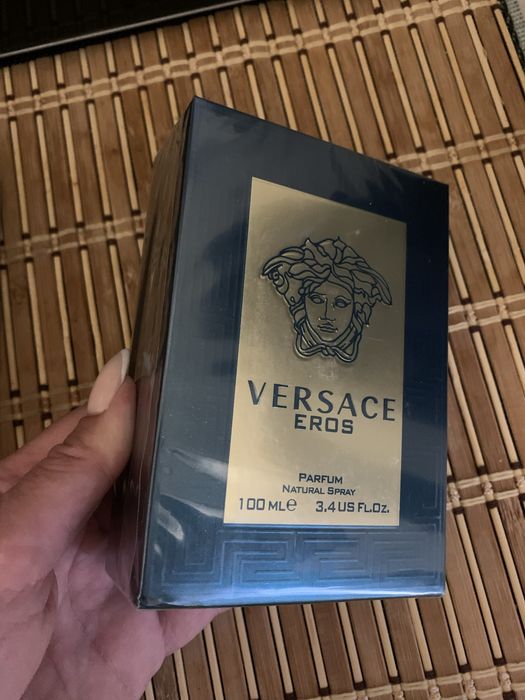 VERSACE
EROS
PARFUM
NATURAL SPRAY
100 ML℮ 3,4 US FL.OZ.